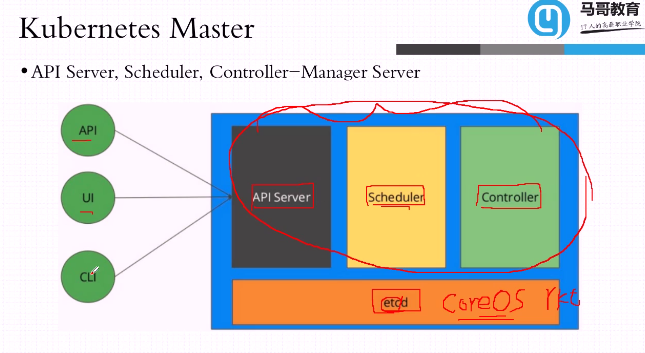 Kubernetes Master
马哥教育
IT人的高薪职业学院
•API Server, Scheduler, Controller-Manager Server
API
UI
CLI
API Server
Scheduler
Controller
etcd
CoreOS rkt